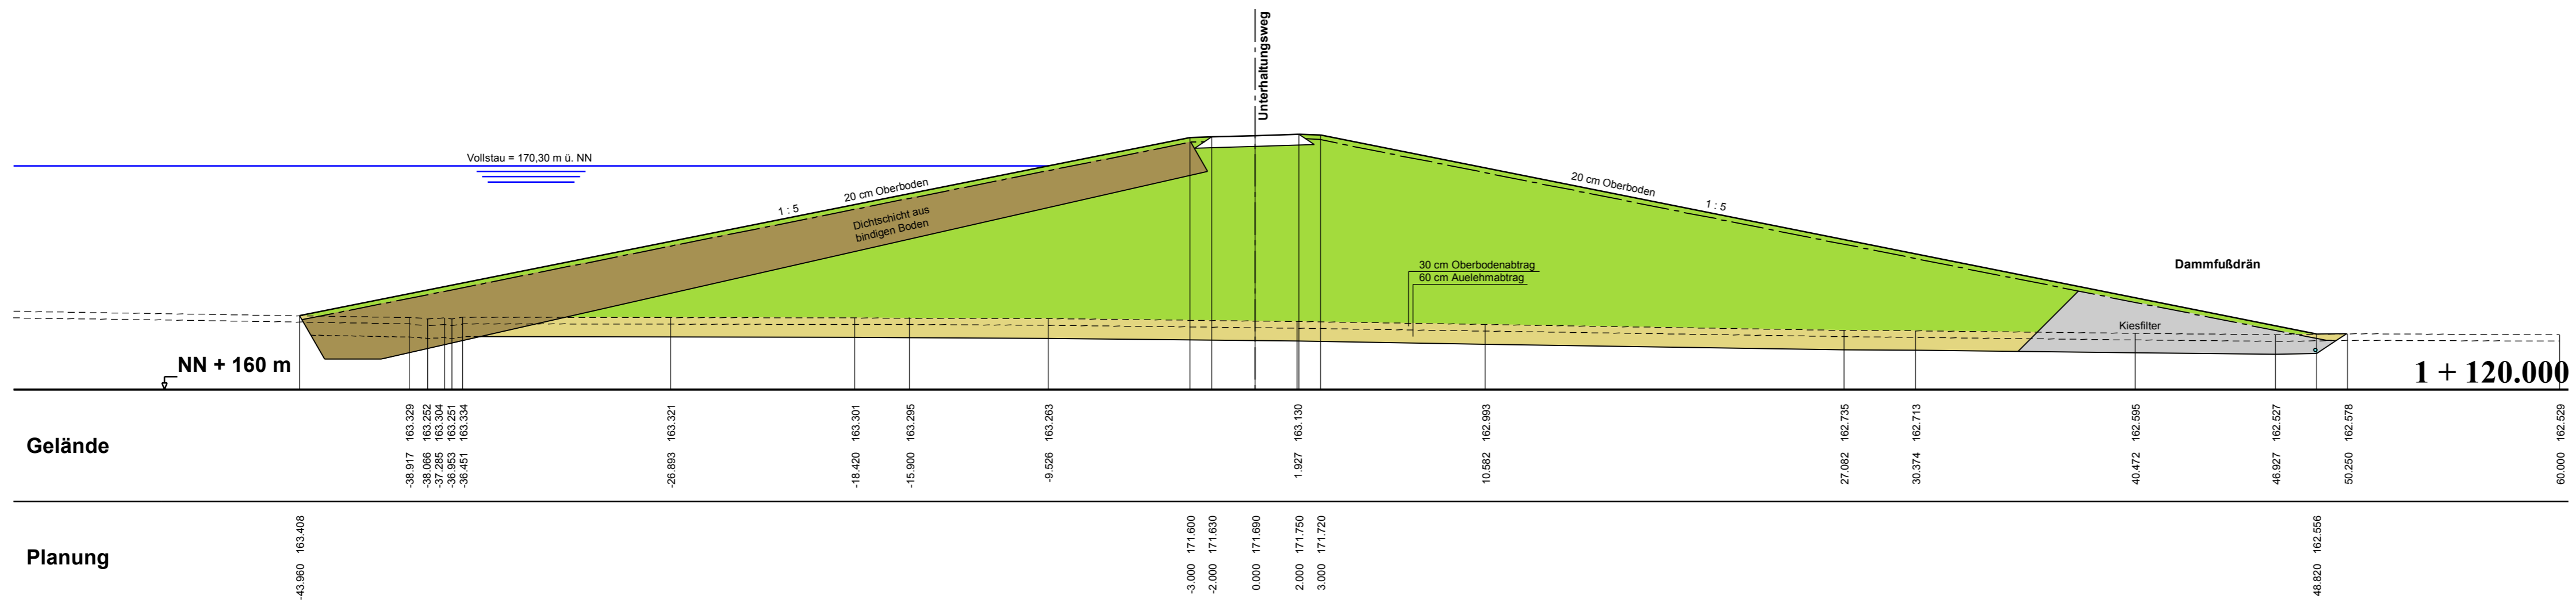 Unterhaltungsweg
Vollstau = 170,30 m ü. NN
20 cm Oberboden
1 : 5
Dichtschicht aus
bindigen Boden
20 cm Oberboden
1 : 5
30 cm Oberbodenabtrag
60 cm Auelehmabtrag
Dammfußdrän
Kiesfilter
NN + 160 m
1 + 120.000
Gelände
-38.917 163.329
-38.066 163.252
-37.285 163.304
-36.953 163.251
-36.451 163.334
-26.893 163.321
-18.420 163.301
-15.900 163.295
-9.526 163.263
1.927 163.130
10.582 162.993
27.082 162.735
30.374 162.713
40.472 162.595
46.927 162.527
50.250 162.578
60.000 162.529
Planung
-43.960 163.408
-3.000 171.600
-2.000 171.630
0.000 171.690
2.000 171.750
3.000 171.720
48.820 162.556